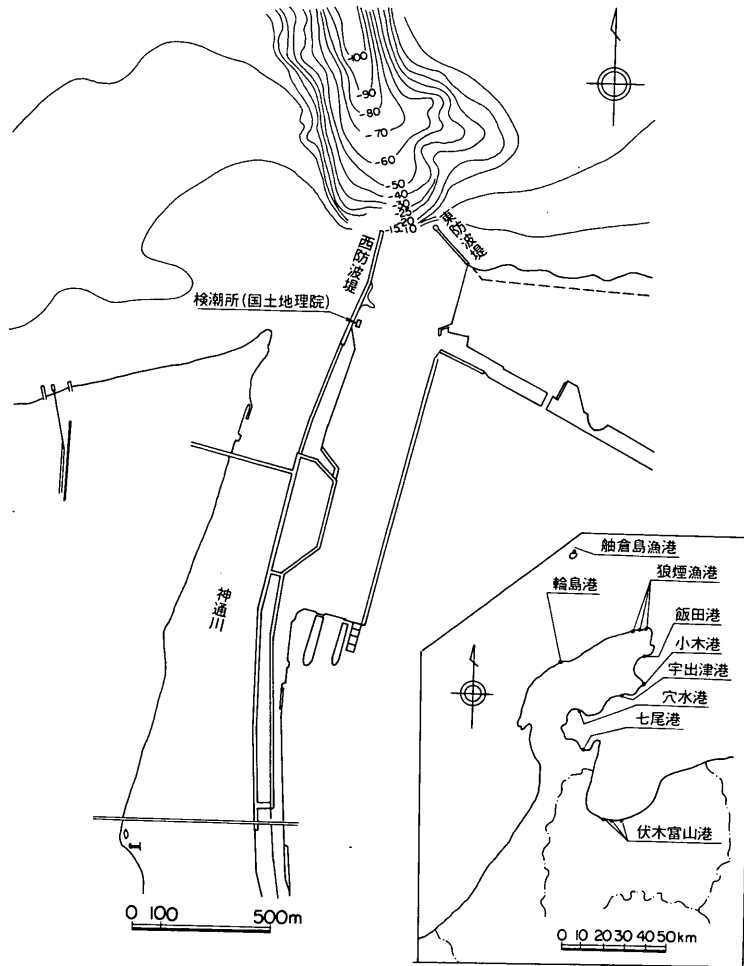 -100
-90
-80
-70
-60
-50
-40
-30
-25
-20
-15-10
東防波堤
西防波堤
検潮所(国土地理院)
神通川
0 100 500m
舳倉島漁港
狼煙漁港
輪島港
飯田港
小木港
宇出津港
穴水港
七尾港
伏木富山港
0 10 20 30 40 50km